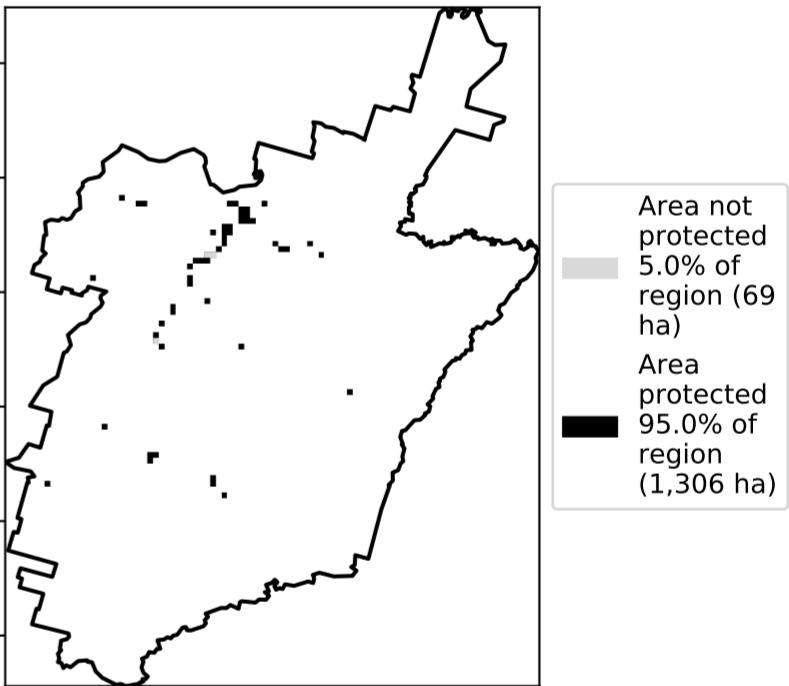 Area not
protected
5.0% of
region (69
ha)
Area
protected
95.0% of
region
(1,306 ha)